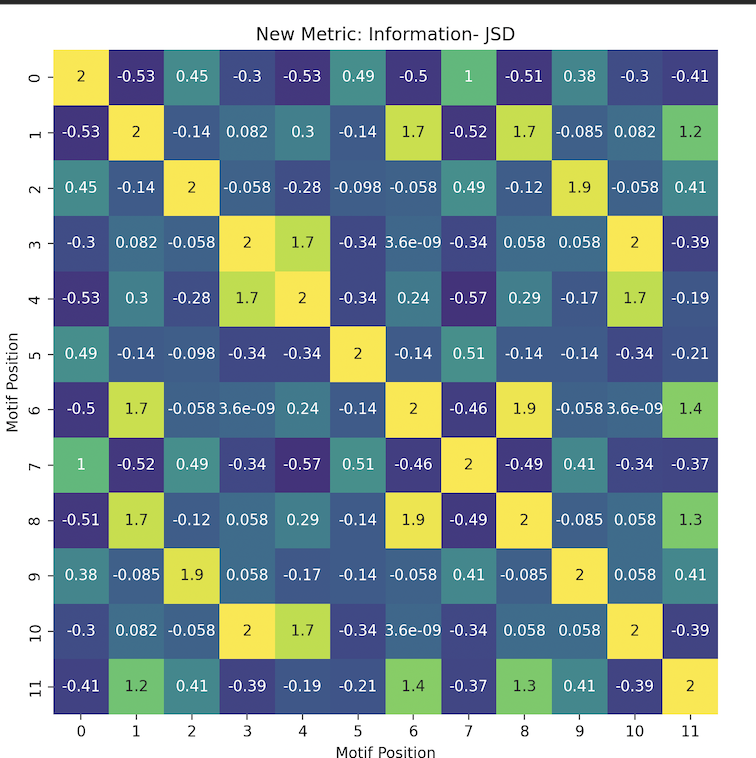 New Metric: Information- JSD
0 2 -0.53 0.45 -0.3 -0.53 0.49 -0.5 1 -0.51 0.38 -0.3 -0.41
1 -0.53 2 -0.14 0.082 0.3 -0.14 1.7 -0.52 1.7 -0.085 0.082 1.2
2 0.45 -0.14 2 -0.058 -0.28 -0.098 -0.058 0.49 -0.12 1.9 -0.058 0.41
3 -0.3 0.082 -0.058 2 1.7 -0.34 3.6e-09 -0.34 0.058 0.058 2 -0.39
4 -0.53 0.3 -0.28 1.7 2 -0.34 0.24 -0.57 0.29 -0.17 1.7 -0.19
5 0.49 -0.14 -0.098 -0.34 -0.34 2 -0.14 0.51 -0.14 -0.14 -0.34 -0.21
6 -0.5 1.7 -0.058 3.6e-09 0.24 -0.14 2 -0.46 1.9 -0.058 3.6e-09 1.4
7 1 -0.52 0.49 -0.34 -0.57 0.51 -0.46 2 -0.49 0.41 -0.34 -0.37
8 -0.51 1.7 -0.12 0.058 0.29 -0.14 1.9 -0.49 2 -0.085 0.058 1.3
9 0.38 -0.085 1.9 0.058 -0.17 -0.14 -0.058 0.41 -0.085 2 0.058 0.41
10 -0.3 0.082 -0.058 2 1.7 -0.34 3.6e-09 -0.34 0.058 0.058 2 -0.39
11 -0.41 1.2 0.41 -0.39 -0.19 -0.21 1.4 -0.37 1.3 0.41 -0.39 2
0 1 2 3 4 5 6 7 8 9 10 11
Motif Position
Motif Position